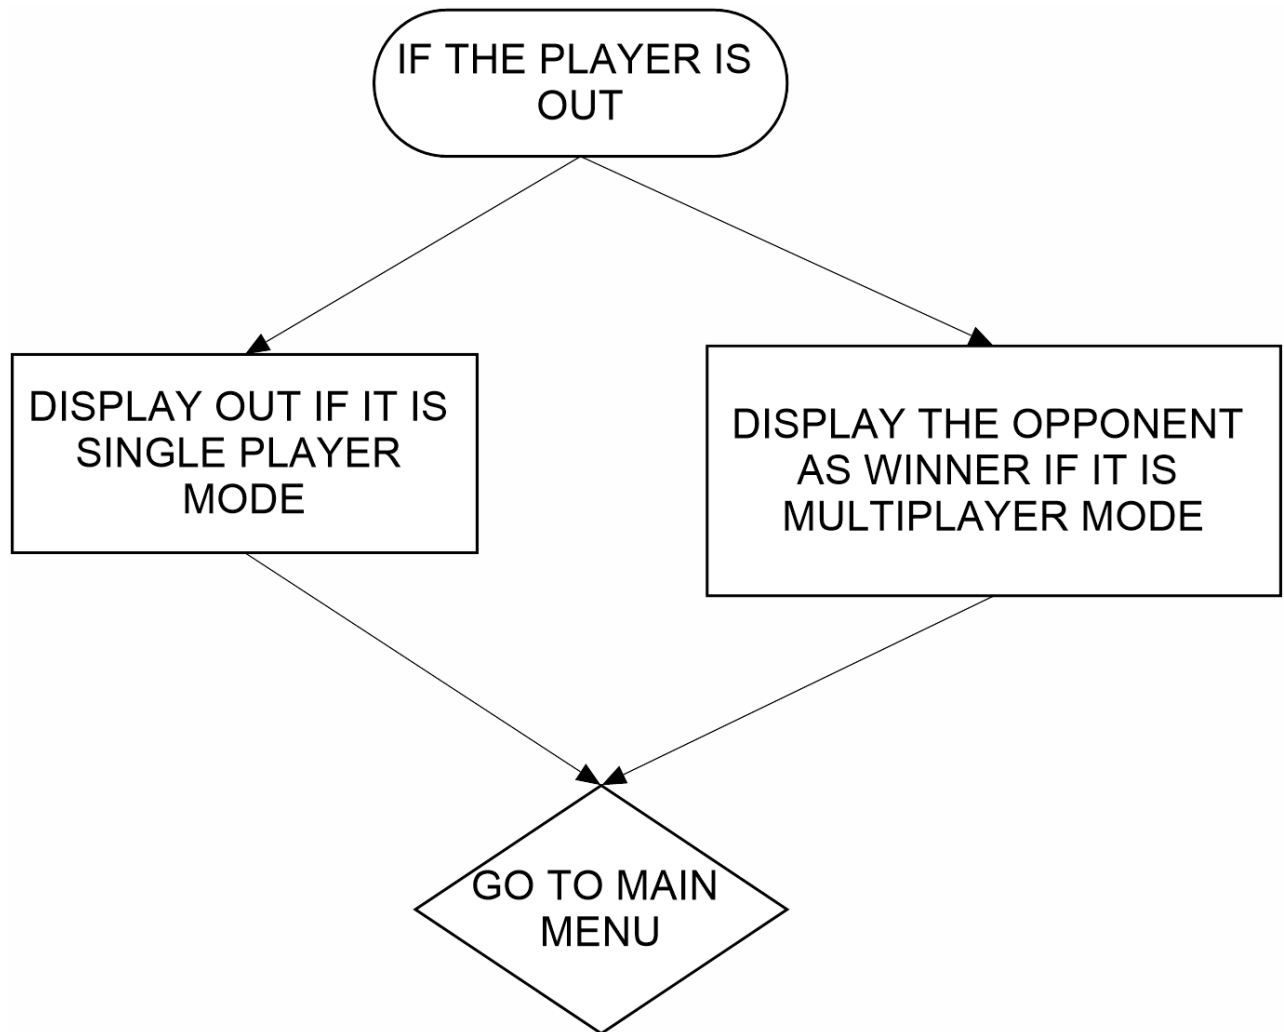 IF THE PLAYER IS
OUT
DISPLAY OUT IF IT IS
SINGLE PLAYER
MODE
DISPLAY THE OPPONENT
AS WINNER IF IT IS
MULTIPLAYER MODE
GO TO MAIN
MENU